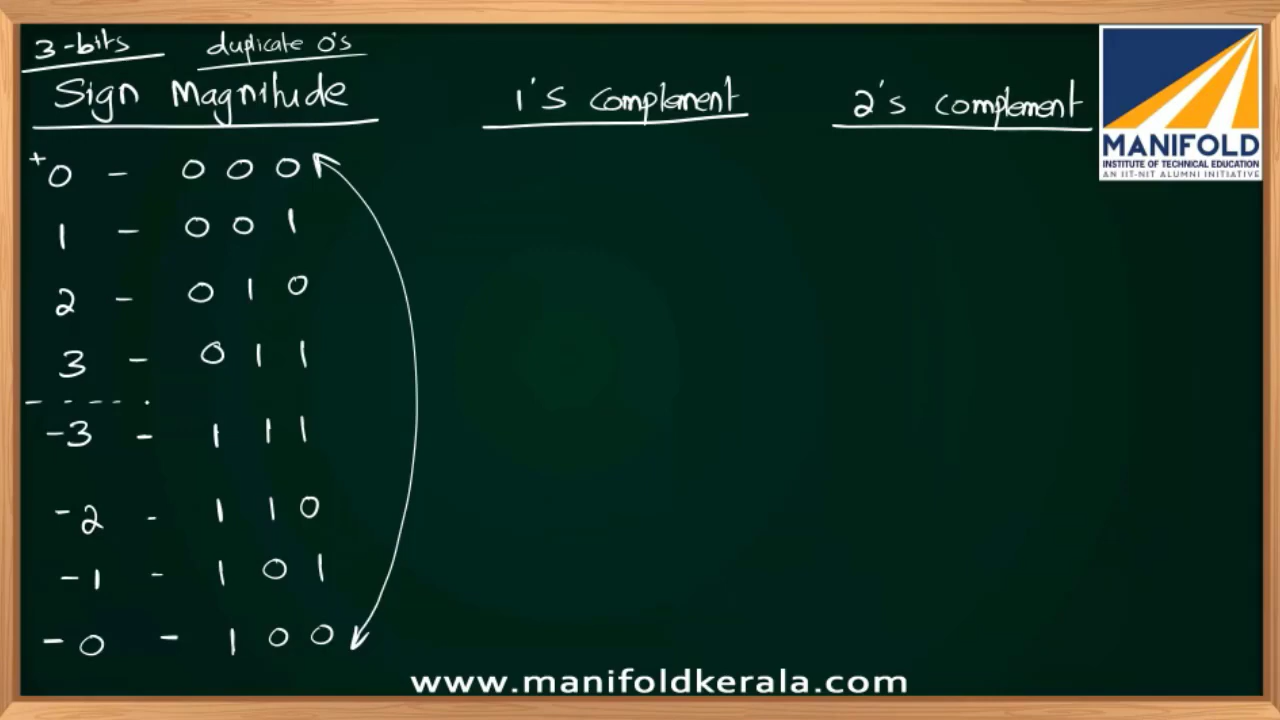 3-bits duplicate 0's
Sign Magnitude 1's complement 2's complement
+0 - 0 0 0
1 - 0 0 1
2 - 0 1 0
3 - 0 1 1
-3 - 1 1 1
-2 - 1 1 0
-1 - 1 0 1
-0 - 1 0 0
MANIFOLD
INSTITUTE OF TECHNICAL EDUCATION
AN IIT-NIT ALUMNI INITIATIVE
www.manifoldkerala.com